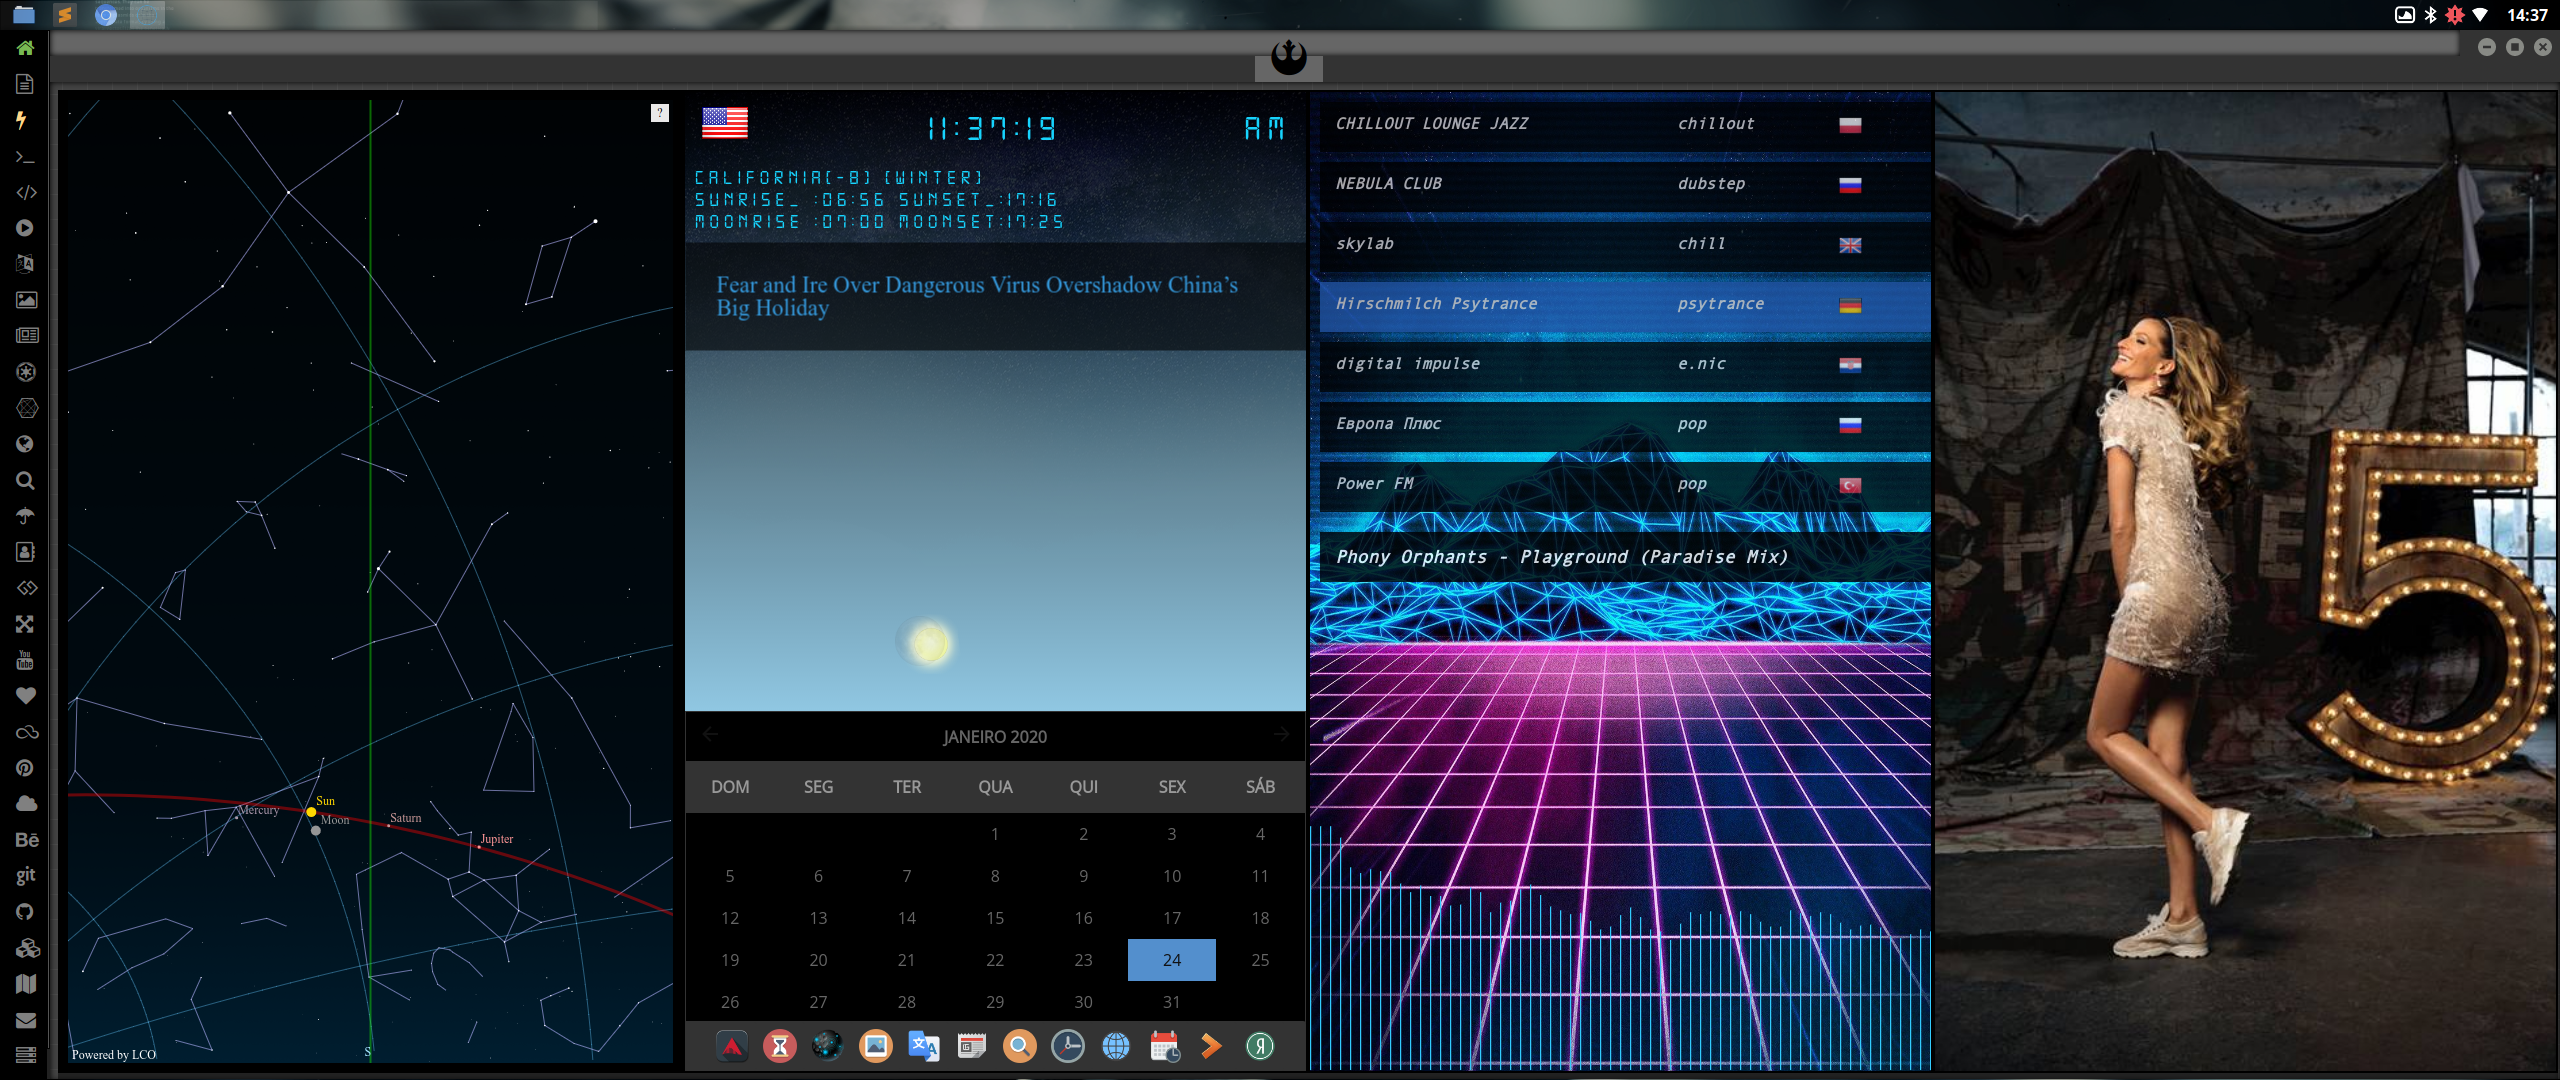 14:37
?
Sun
Mercury
Moon
Saturn
Jupiter
Powered by LCO
S
11:37:19 AM
CALIFORNIA[-8] [WINTER]
SUNRISE_ :06:56 SUNSET_:17:16
MOONRISE :07:00 MOONSET:17:25
Fear and Ire Over Dangerous Virus Overshadow China’s
Big Holiday
JANEIRO 2020
DOM SEG TER QUA QUI SEX SÁB
1 2 3 4
5 6 7 8 9 10 11
12 13 14 15 16 17 18
19 20 21 22 23 24 25
26 27 28 29 30 31
CHILLOUT LOUNGE JAZZ chillout
NEBULA CLUB dubstep
skylab chill
Hirschmilch Psytrance psytrance
digital impulse e.nic
Европа Плюс pop
Power FM pop
Phony Orphants - Playground (Paradise Mix)
5
You
Tube
Bē
git